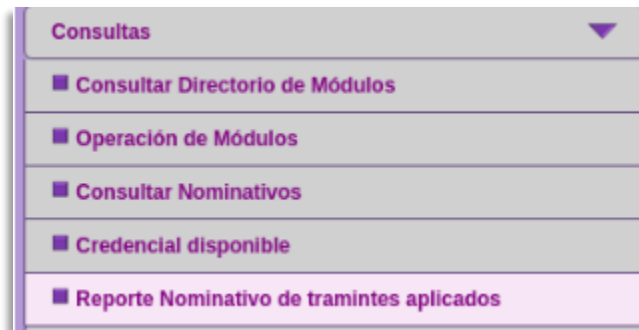 Consultas
Consultar Directorio de Módulos
Operación de Módulos
Consultar Nominativos
Credencial disponible
Reporte Nominativo de tramintes aplicados